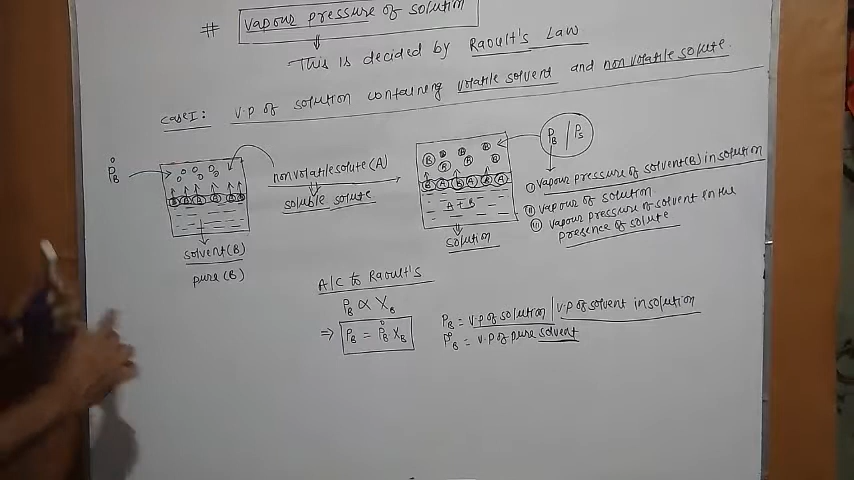 # vapour pressure of solution
⇓
This is decided by Raoult's Law
case I: V.P of solution containing volatile solvent and non volatile solute.
P°B
non volatile solute (A)
⇓
soluble solute
solvent (B)
pure (B)
B B A B A B A
A + B
⇓
solution
PB / PS
① vapour pressure of solvent (B) in solution
② vapour of solution.
③ vapour pressure of solvent in the
presence of solute
A/C to Raoult's
PB ∝ XB
⇒ PB = P°B XB
PB = V.P of solution | V.P of solvent in solution
P°B = V.P of pure solvent